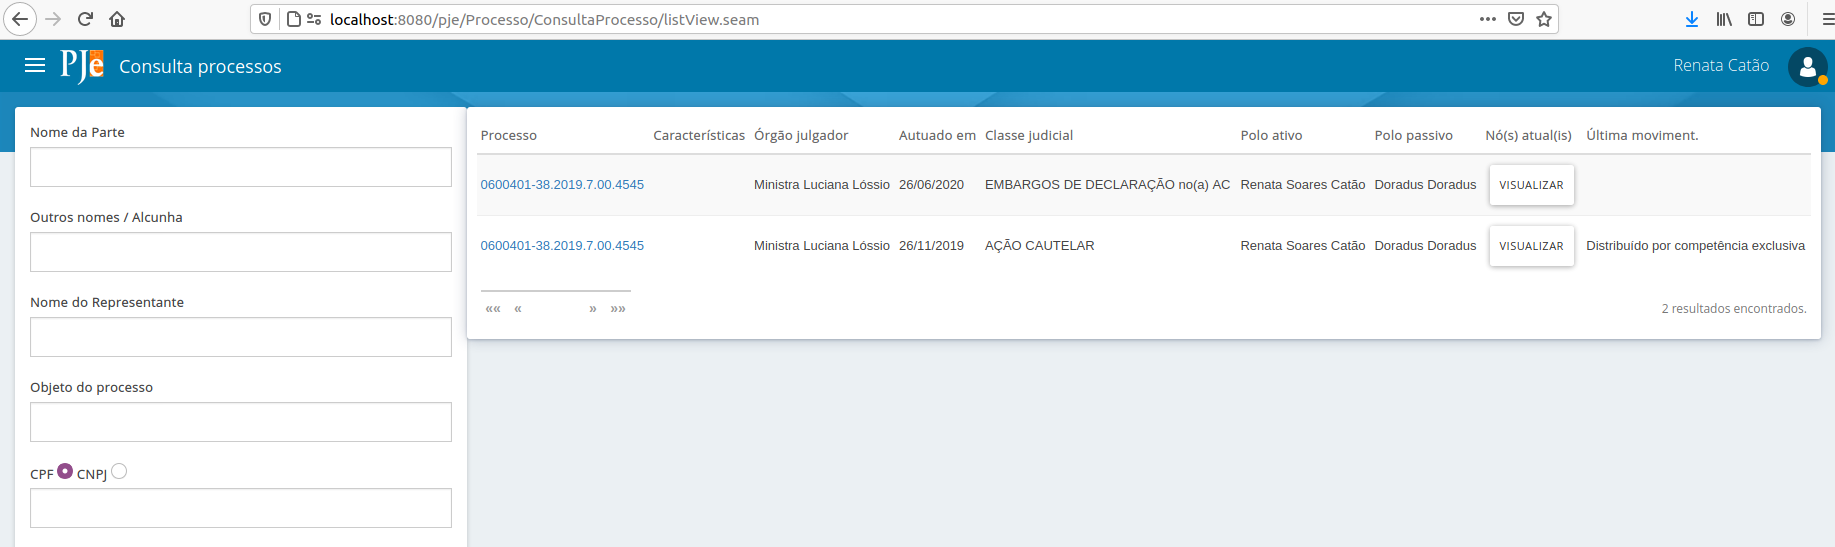 localhost:8080/pje/Processo/ConsultaProcesso/listView.seam
PJe Consulta processos
Renata Catão
Nome da Parte
Outros nomes / Alcunha
Nome do Representante
Objeto do processo
CPF CNPJ
Processo Características Órgão julgador Autuado em Classe judicial Polo ativo Polo passivo Nó(s) atual(is) Última moviment.
0600401-38.2019.7.00.4545 Ministra Luciana Lóssio 26/06/2020 EMBARGOS DE DECLARAÇÃO no(a) AC Renata Soares Catão Doradus Doradus VISUALIZAR
0600401-38.2019.7.00.4545 Ministra Luciana Lóssio 26/11/2019 AÇÃO CAUTELAR Renata Soares Catão Doradus Doradus VISUALIZAR Distribuído por competência exclusiva
«« « » »»
2 resultados encontrados.